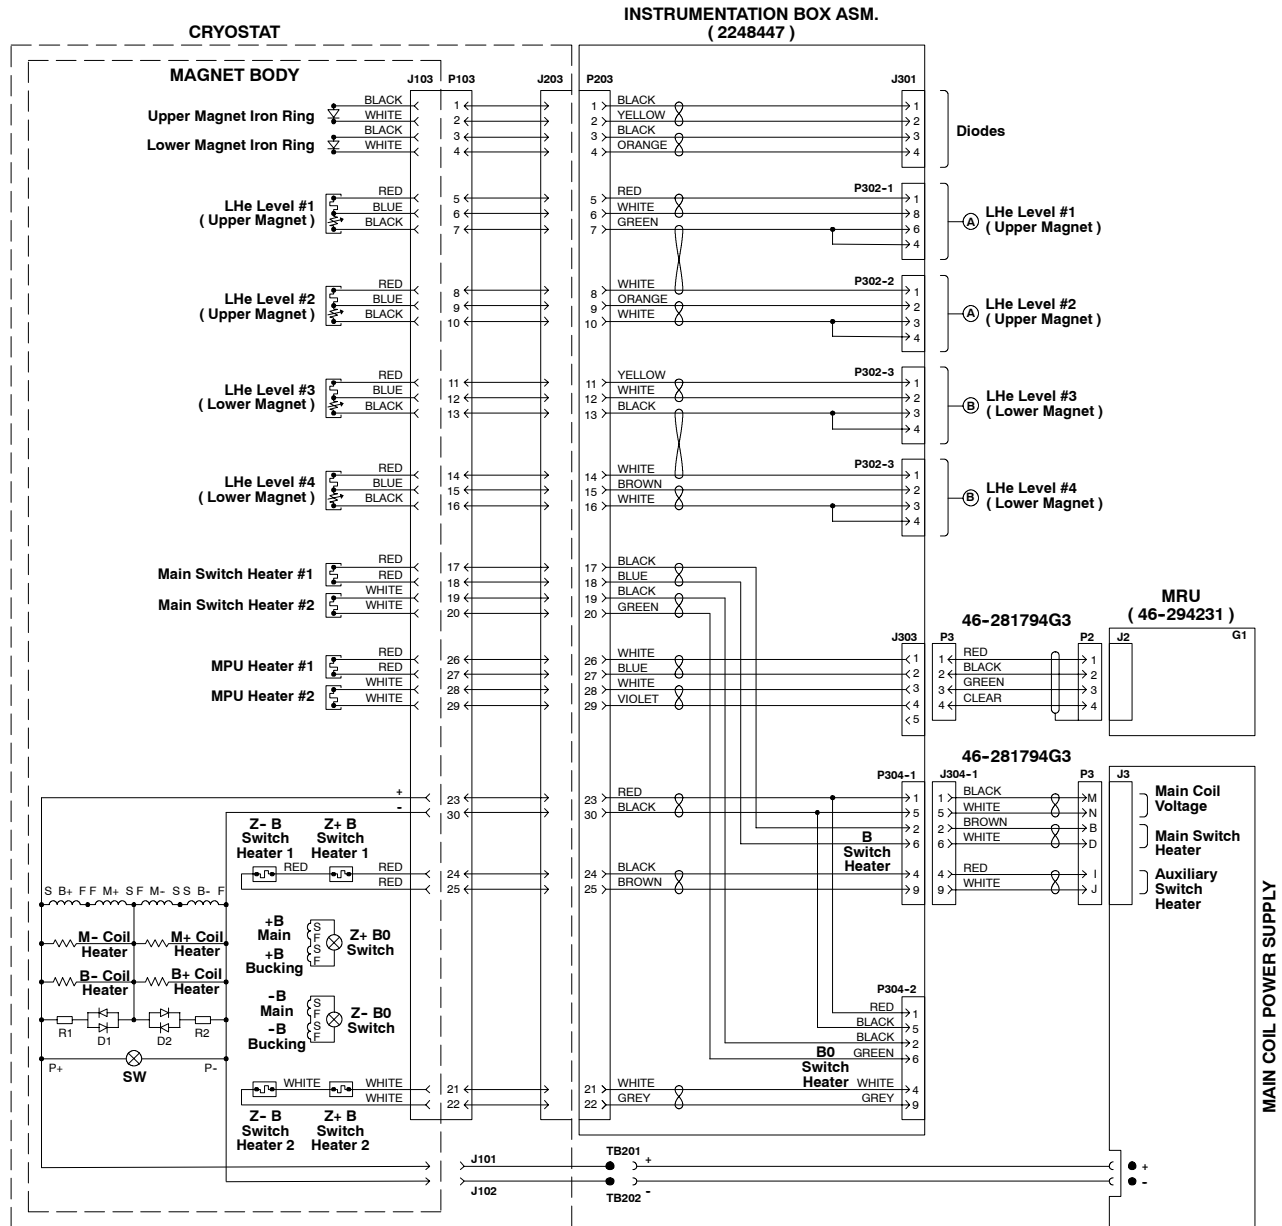 INSTRUMENTATION BOX ASM.
( 2248447 )
CRYOSTAT
MAGNET BODY
J103 P103 J203 P203 J301
Upper Magnet Iron Ring
BLACK 1 1 BLACK 1
WHITE 2 2 YELLOW 2
Lower Magnet Iron Ring
BLACK 3 3 BLACK 3
WHITE 4 4 ORANGE 4
Diodes
P302-1
LHe Level #1
( Upper Magnet )
RED 5 5 RED 1
BLUE 6 6 WHITE 8
BLACK 7 7 GREEN 6
4
A LHe Level #1
( Upper Magnet )
P302-2
LHe Level #2
( Upper Magnet )
RED 8 8 WHITE 1
BLUE 9 9 ORANGE 2
BLACK 10 10 WHITE 3
4
A LHe Level #2
( Upper Magnet )
P302-3
LHe Level #3
( Lower Magnet )
RED 11 11 YELLOW 1
BLUE 12 12 WHITE 2
BLACK 13 13 BLACK 3
4
B LHe Level #3
( Lower Magnet )
P302-3
LHe Level #4
( Lower Magnet )
RED 14 14 WHITE 1
BLUE 15 15 BROWN 2
BLACK 16 16 WHITE 3
4
B LHe Level #4
( Lower Magnet )
Main Switch Heater #1
RED 17 17 BLACK
RED 18 18 BLUE
Main Switch Heater #2
WHITE 19 19 BLACK
WHITE 20 20 GREEN
MRU
( 46-294231 )
46-281794G3
J303 P3 P2 J2 G1
MPU Heater #1
RED 26 26 WHITE 1 1 RED 1
RED 27 27 BLUE 2 2 BLACK 2
MPU Heater #2
WHITE 28 28 WHITE 3 3 GREEN 3
WHITE 29 29 VIOLET 4 4 CLEAR 4
5
46-281794G3
P304-1 J304-1 P3 J3
+ 23 23 RED 1 1 BLACK M
- 30 30 BLACK 5 5 WHITE N
2 2 BROWN B
6 6 WHITE D
Main Coil
Voltage
Main Switch
Heater
B
Switch
Heater
Z- B
Switch
Heater 1
Z+ B
Switch
Heater 1
RED RED 24 24 BLACK 4 4 RED I
RED 25 25 BROWN 9 9 WHITE J
Auxiliary
Switch
Heater
S B+ F F M+ S F M- S S B- F
M- Coil
Heater
M+ Coil
Heater
B- Coil
Heater
B+ Coil
Heater
R1 D1 D2 R2
P+ SW P-
+B
Main
+B
Bucking
S
F
S
F
Z+ B0
Switch
-B
Main
-B
Bucking
S
F
S
F
Z- B0
Switch
P304-2
RED 1
BLACK 5
BLACK 2
GREEN 6
B0
Switch
Heater
WHITE WHITE 21 21 WHITE WHITE 4
WHITE 22 22 GREY GREY 9
Z- B
Switch
Heater 2
Z+ B
Switch
Heater 2
J101 TB201 + +
J102 TB202 - -
MAIN COIL POWER SUPPLY